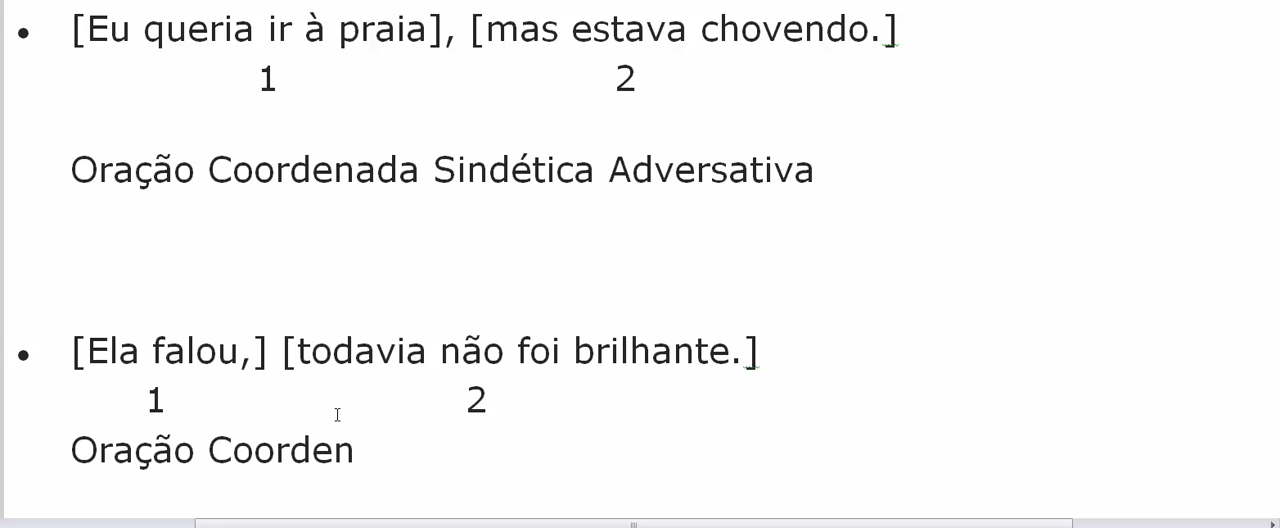 • [Eu queria ir à praia], [mas estava chovendo.]
1 2
Oração Coordenada Sindética Adversativa
• [Ela falou,] [todavia não foi brilhante.]
1 2
Oração Coorden